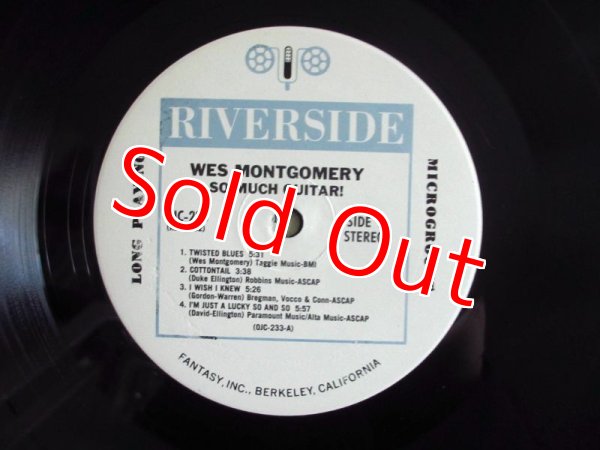 RIVERSIDE
WES MONTGOMERY
SO MUCH GUITAR!
LONG
MICROGRO
SIDE
STEREO
Sold Out
1. TWISTED BLUES 5:31
(Wes Montgomery) Taggie Music-BMI
2. COTTONTAIL 3:38
(Duke Ellington) Robbins Music-ASCAP
3. I WISH I KNEW 5:26
(Gordon-Warren) Bregman, Vocco & Conn-ASCAP
4. I'M JUST A LUCKY SO AND SO 5:57
(David-Ellington) Paramount Music/Alta Music-ASCAP
(OJC-233-A)
FANTASY, INC., BERKELEY, CALIFORNIA